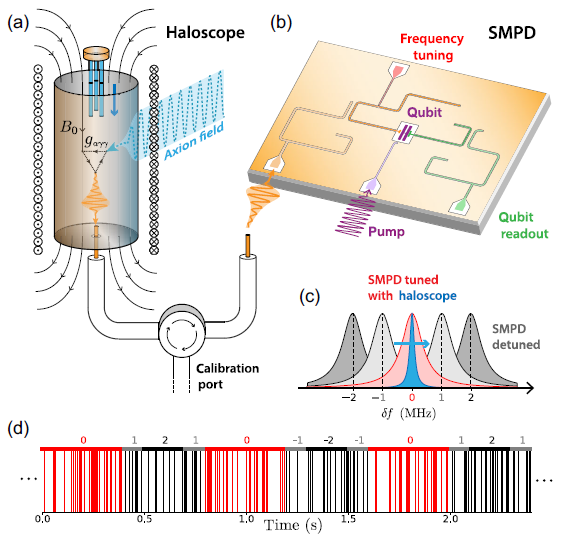 (a)
Haloscope
B0
gαγγ
Axion field
Calibration
port
(b)
SMPD
Frequency
tuning
Qubit
Pump
Qubit
readout
(c)
SMPD tuned
with haloscope
SMPD
detuned
−2 −1 0 1 2
δf (MHz)
(d)
0 1 2 1 0 -1 -2 -1 0 1 2 1
... ...
0.0 0.5 1.0 1.5 2.0
Time (s)